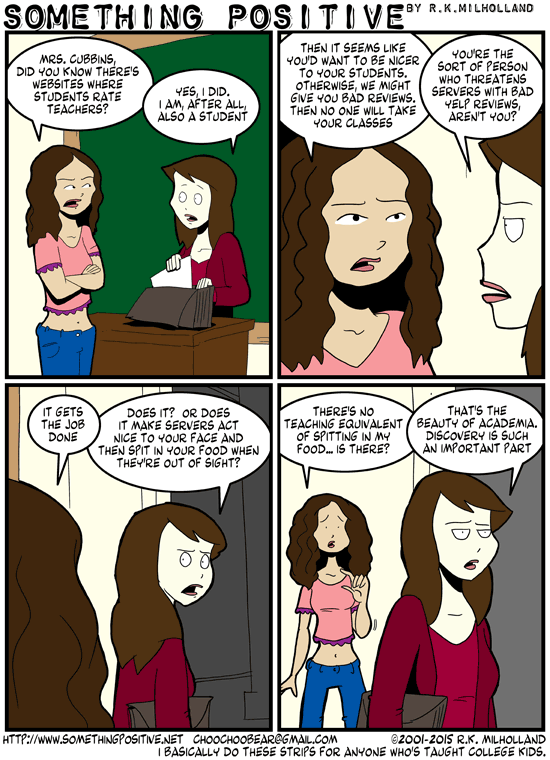 SOMETHING POSITIVE BY R.K.MILHOLLAND
MRS. CUBBINS,
DID YOU KNOW THERE'S
WEBSITES WHERE
STUDENTS RATE
TEACHERS?
YES, I DID.
I AM, AFTER ALL,
ALSO A STUDENT
THEN IT SEEMS LIKE
YOU'D WANT TO BE NICER
TO YOUR STUDENTS.
OTHERWISE, WE MIGHT
GIVE YOU BAD REVIEWS.
THEN NO ONE WILL TAKE
YOUR CLASSES
YOU'RE THE
SORT OF PERSON
WHO THREATENS
SERVERS WITH BAD
YELP REVIEWS,
AREN'T YOU?
IT GETS
THE JOB
DONE
DOES IT? OR DOES
IT MAKE SERVERS ACT
NICE TO YOUR FACE AND
THEN SPIT IN YOUR FOOD WHEN
THEY'RE OUT OF SIGHT?
THERE'S NO
TEACHING EQUIVALENT
OF SPITTING IN MY
FOOD... IS THERE?
THAT'S THE
BEAUTY OF ACADEMIA.
DISCOVERY IS SUCH
AN IMPORTANT PART
HTTP://WWW.SOMETHINGPOSITIVE.NET CHOOCHOOBEAR@GMAIL.COM ©2001-2015 R.K. MILHOLLAND
I BASICALLY DO THESE STRIPS FOR ANYONE WHO'S TAUGHT COLLEGE KIDS.